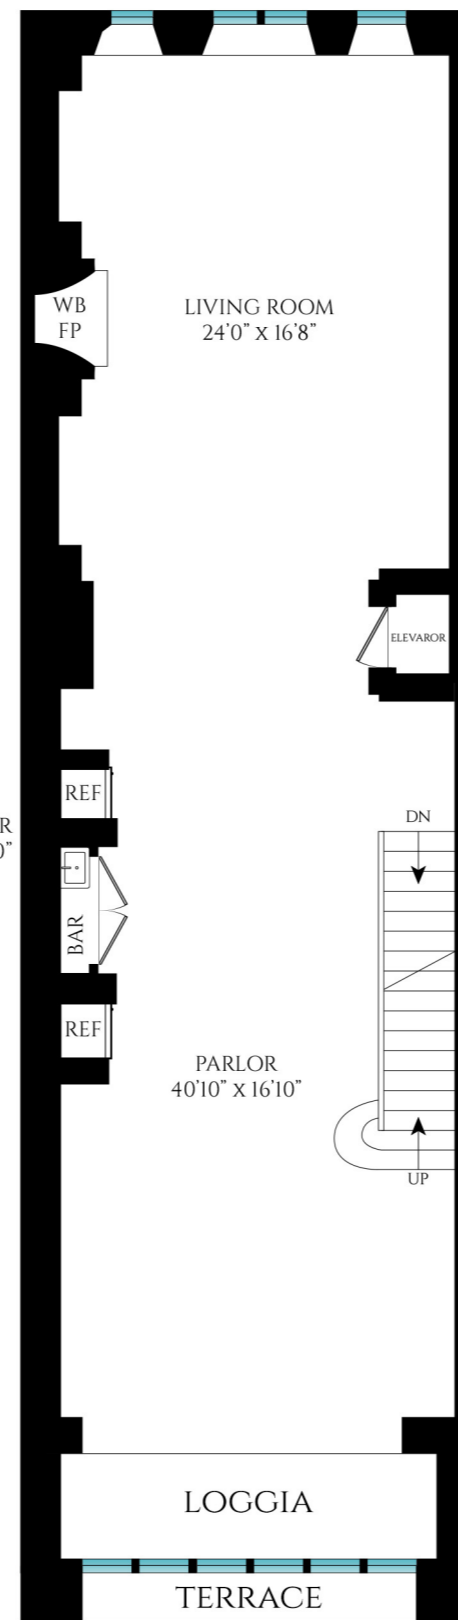 WB
FP
LIVING ROOM
24'0" X 16'8"
ELEVAROR
REF
DN
R
0"
BAR
REF
PARLOR
40'10" X 16'10"
UP
LOGGIA
TERRACE